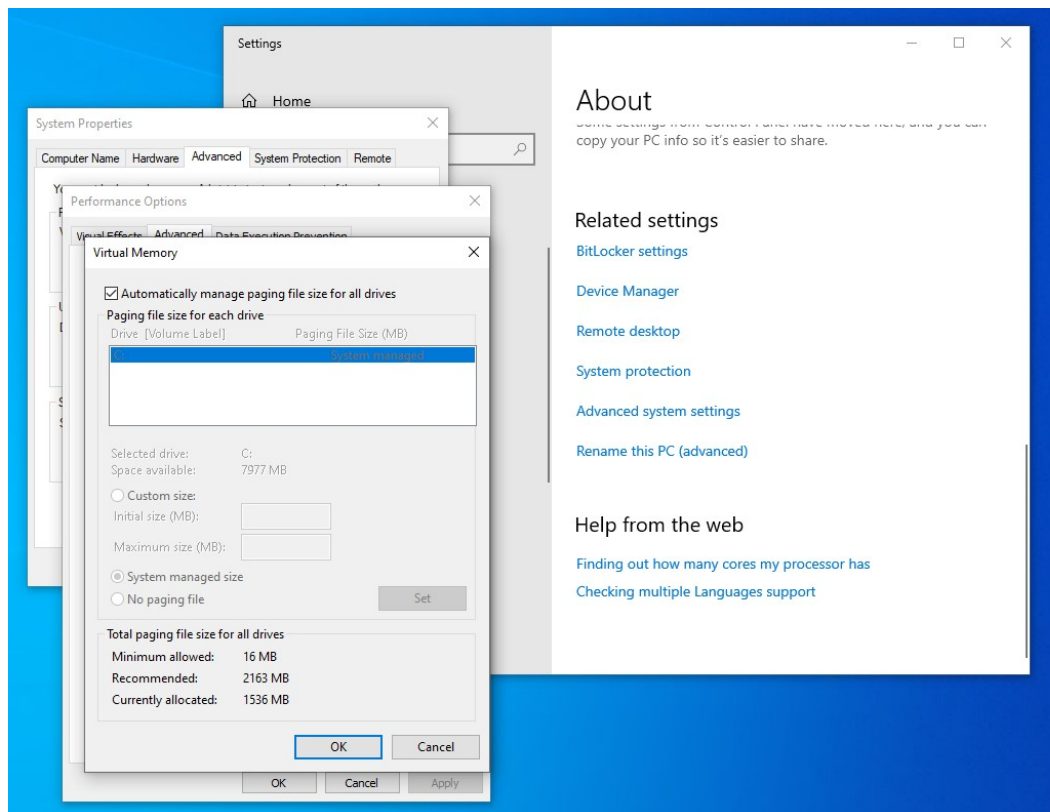 Settings
Home
About
copy your PC info so it's easier to share.
Related settings
BitLocker settings
Device Manager
Remote desktop
System protection
Advanced system settings
Rename this PC (advanced)
Help from the web
Finding out how many cores my processor has
Checking multiple Languages support
System Properties
Computer Name Hardware Advanced System Protection Remote
Performance Options
Visual Effects Advanced Data Execution Prevention
Virtual Memory
Automatically manage paging file size for all drives
Paging file size for each drive
Drive [Volume Label] Paging File Size (MB)
C: System managed
Selected drive: C:
Space available: 7977 MB
Custom size:
Initial size (MB):
Maximum size (MB):
System managed size
No paging file Set
Total paging file size for all drives
Minimum allowed: 16 MB
Recommended: 2163 MB
Currently allocated: 1536 MB
OK Cancel
OK Cancel Apply